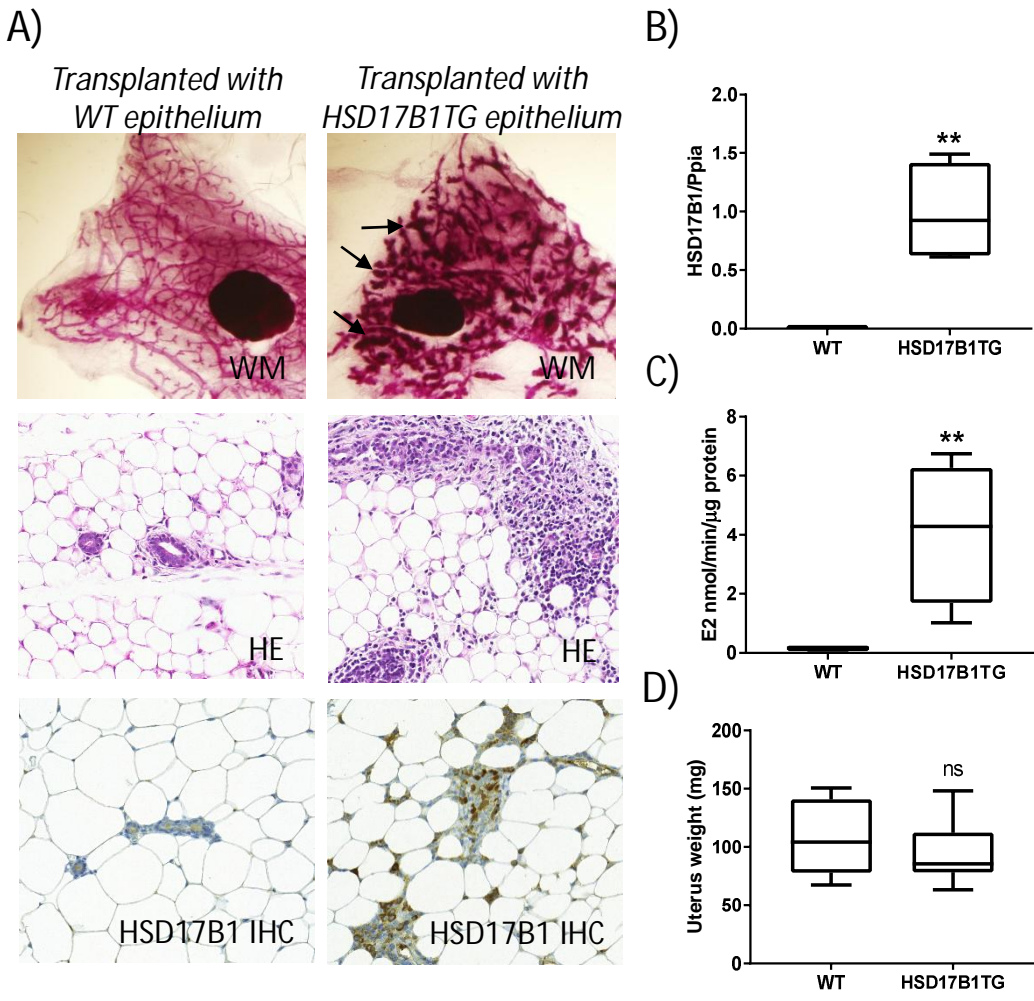 A)
Transplanted with
WT epithelium
Transplanted with
HSD17B1TG epithelium
WM
WM
HE
HE
HSD17B1 IHC
HSD17B1 IHC
B)
HSD17B1/Ppia
2.0
1.5
1.0
0.5
0.0
**
WT
HSD17B1TG
C)
E2 nmol/min/µg protein
8
6
4
2
0
**
WT
HSD17B1TG
D)
Uterus weight (mg)
200
150
100
50
0
ns
WT
HSD17B1TG